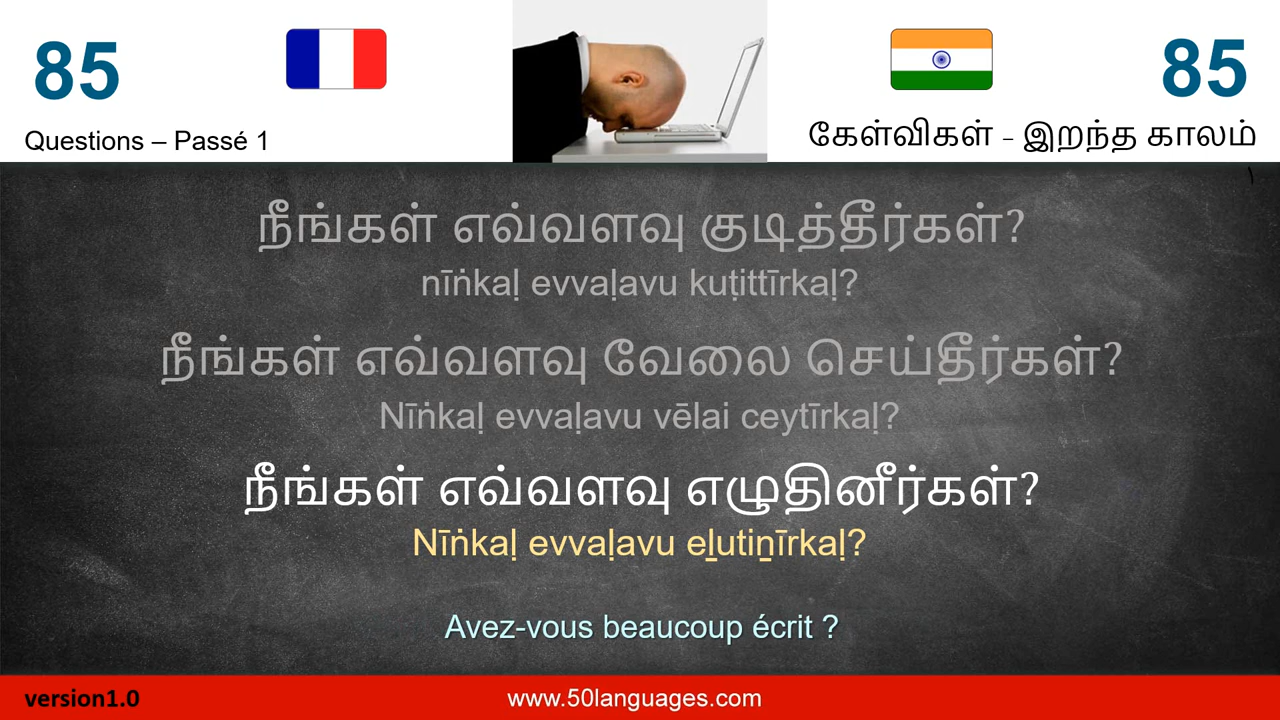 85
85
Questions – Passé 1
கேள்விகள் – இறந்த காலம்
நீங்கள் எவ்வளவு குடித்தீர்கள்?
nīṅkaḷ evvaḷavu kuṭittīrkaḷ?
நீங்கள் எவ்வளவு வேலை செய்தீர்கள்?
Nīṅkaḷ evvaḷavu vēlai ceytīrkaḷ?
நீங்கள் எவ்வளவு எழுதினீர்கள்?
Nīṅkaḷ evvaḷavu eḻutiṉīrkaḷ?
Avez-vous beaucoup écrit ?
version1.0
www.50languages.com